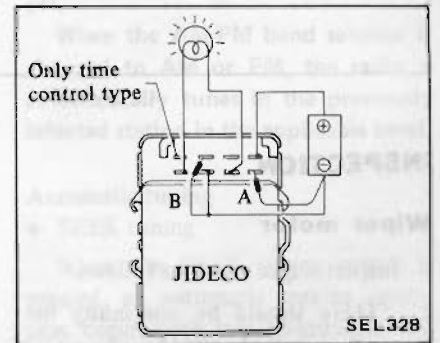 Only time
control type
+
−
B
A
JIDECO
SEL328